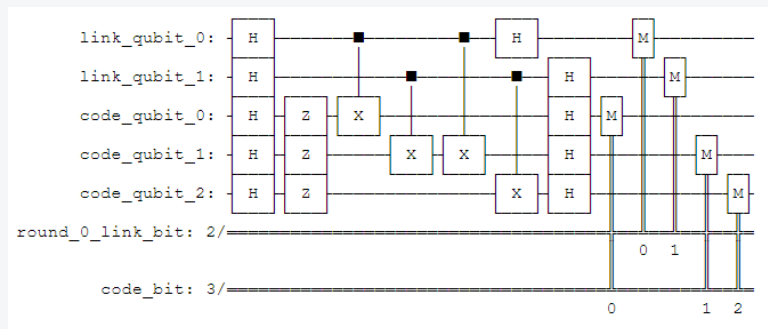 link_qubit_0: H H M
link_qubit_1: H H M
code_qubit_0: H Z X H M
code_qubit_1: H Z X X H M
code_qubit_2: H Z X H M
round_0_link_bit: 2/
0 1
code_bit: 3/
0 1 2